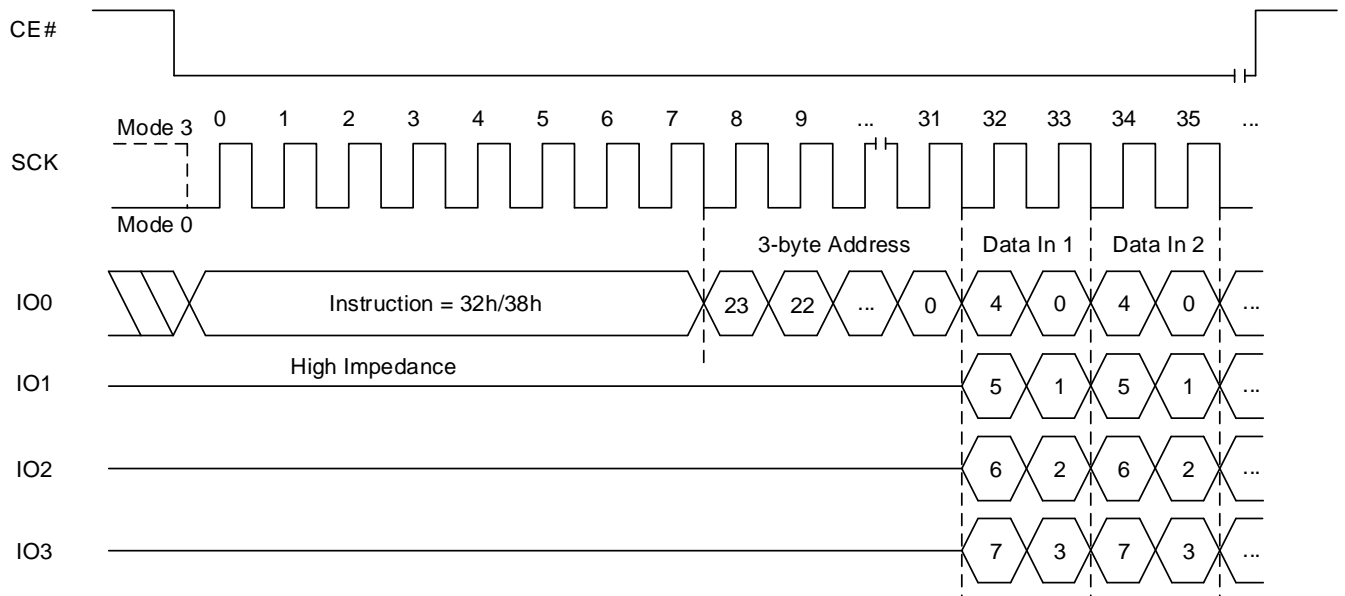 CE#
Mode 3 0 1 2 3 4 5 6 7 8 9 ... 31 32 33 34 35 ...
SCK
Mode 0
3-byte Address Data In 1 Data In 2
IO0 Instruction = 32h/38h 23 22 ... 0 4 0 4 0 ...
High Impedance
IO1 5 1 5 1 ...
IO2 6 2 6 2 ...
IO3 7 3 7 3 ...